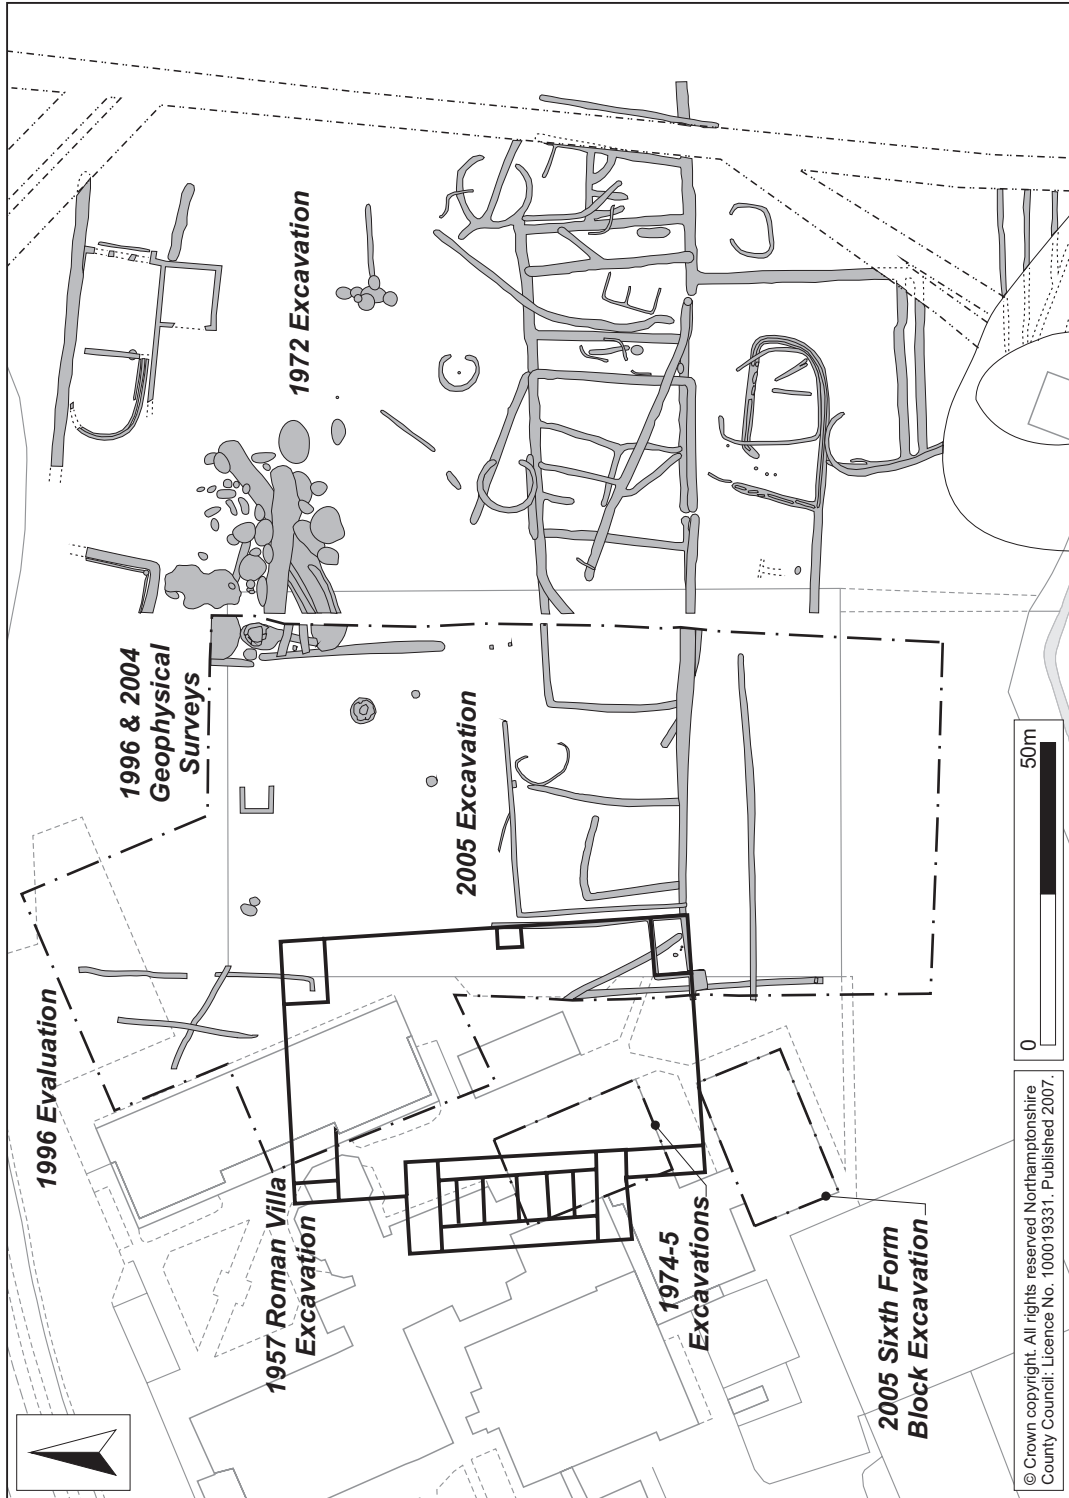 1996 Evaluation
1996 & 2004
Geophysical
Surveys
1957 Roman Villa
Excavation
1972 Excavation
2005 Excavation
1974-5
Excavations
2005 Sixth Form
Block Excavation
© Crown copyright. All rights reserved Northamptonshire
County Council: Licence No. 100019331. Published 2007.
0
50m